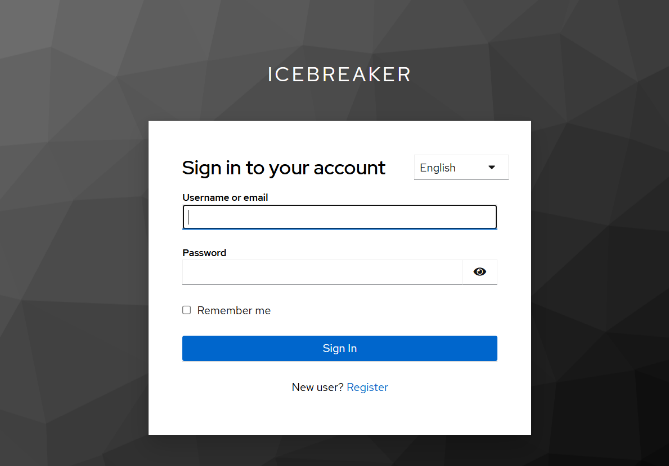 ICEBREAKER
Sign in to your account
English
Username or email
Password
Remember me
Sign In
New user? Register